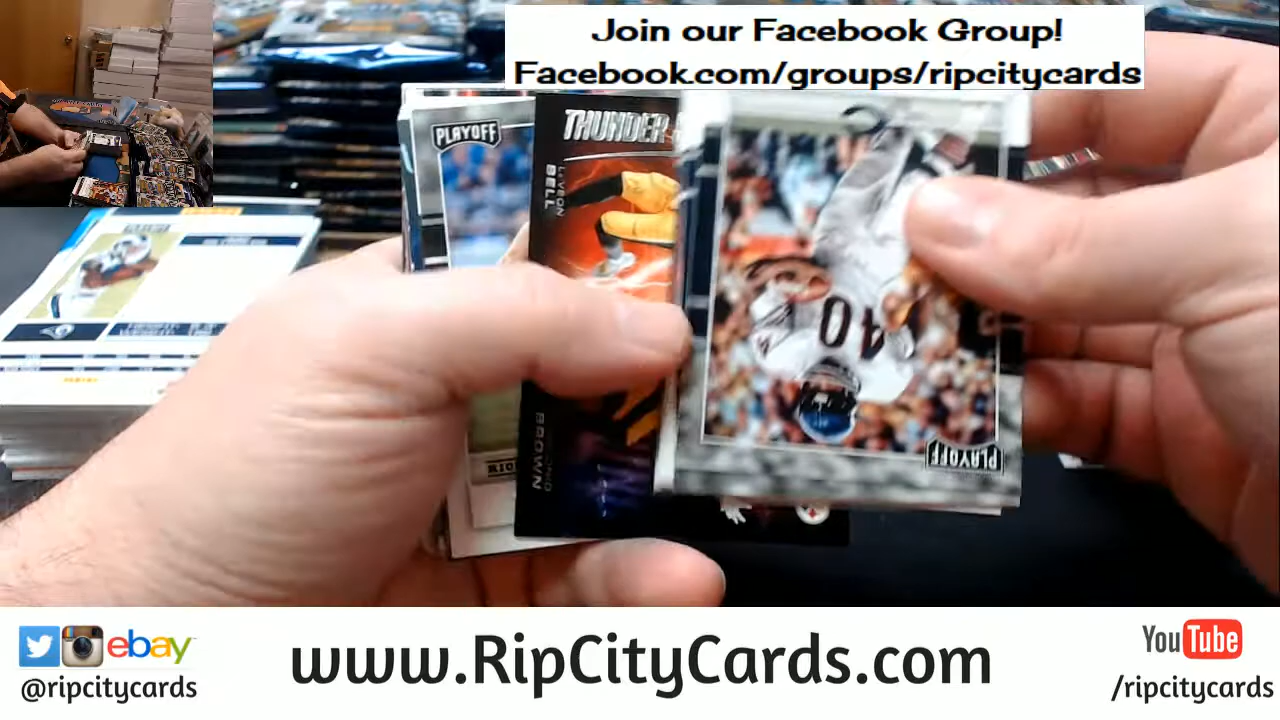 Join our Facebook Group!
Facebook.com/groups/ripcitycards
PLAYOFF
THUNDER
LE'VEON
BELL
BROWN
40
PLAYOFF
ebay
@ripcitycards
www.RipCityCards.com
YouTube
/ripcitycards